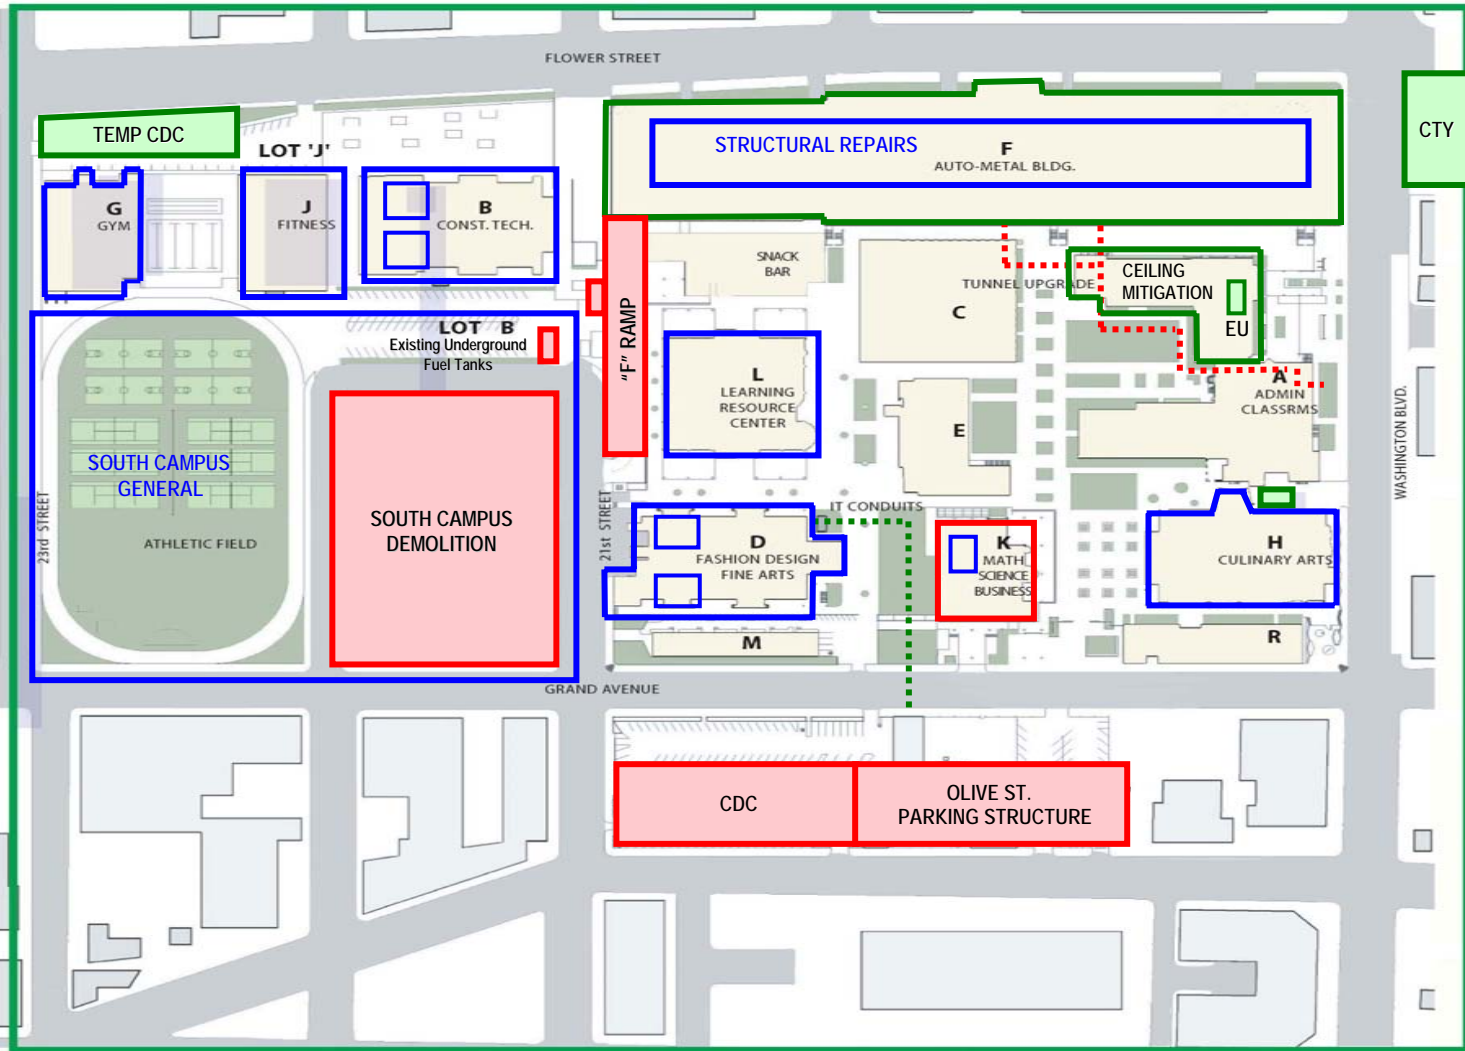 FLOWER STREET
TEMP CDC
LOT 'J'
CTY
STRUCTURAL REPAIRS
F
AUTO-METAL BLDG.
G
GYM
J
FITNESS
B
CONST. TECH.
SNACK
BAR
TUNNEL UPGRADE
CEILING
MITIGATION
EU
C
"F" RAMP
LOT B
Existing Underground
Fuel Tanks
L
LEARNING
RESOURCE
CENTER
E
A
ADMIN
CLASSRMS
WASHINGTON BLVD.
SOUTH CAMPUS
GENERAL
23rd STREET
ATHLETIC FIELD
SOUTH CAMPUS
DEMOLITION
21st STREET
IT CONDUITS
D
FASHION DESIGN
FINE ARTS
K
MATH
SCIENCE
BUSINESS
H
CULINARY ARTS
M
R
GRAND AVENUE
CDC
OLIVE ST.
PARKING STRUCTURE